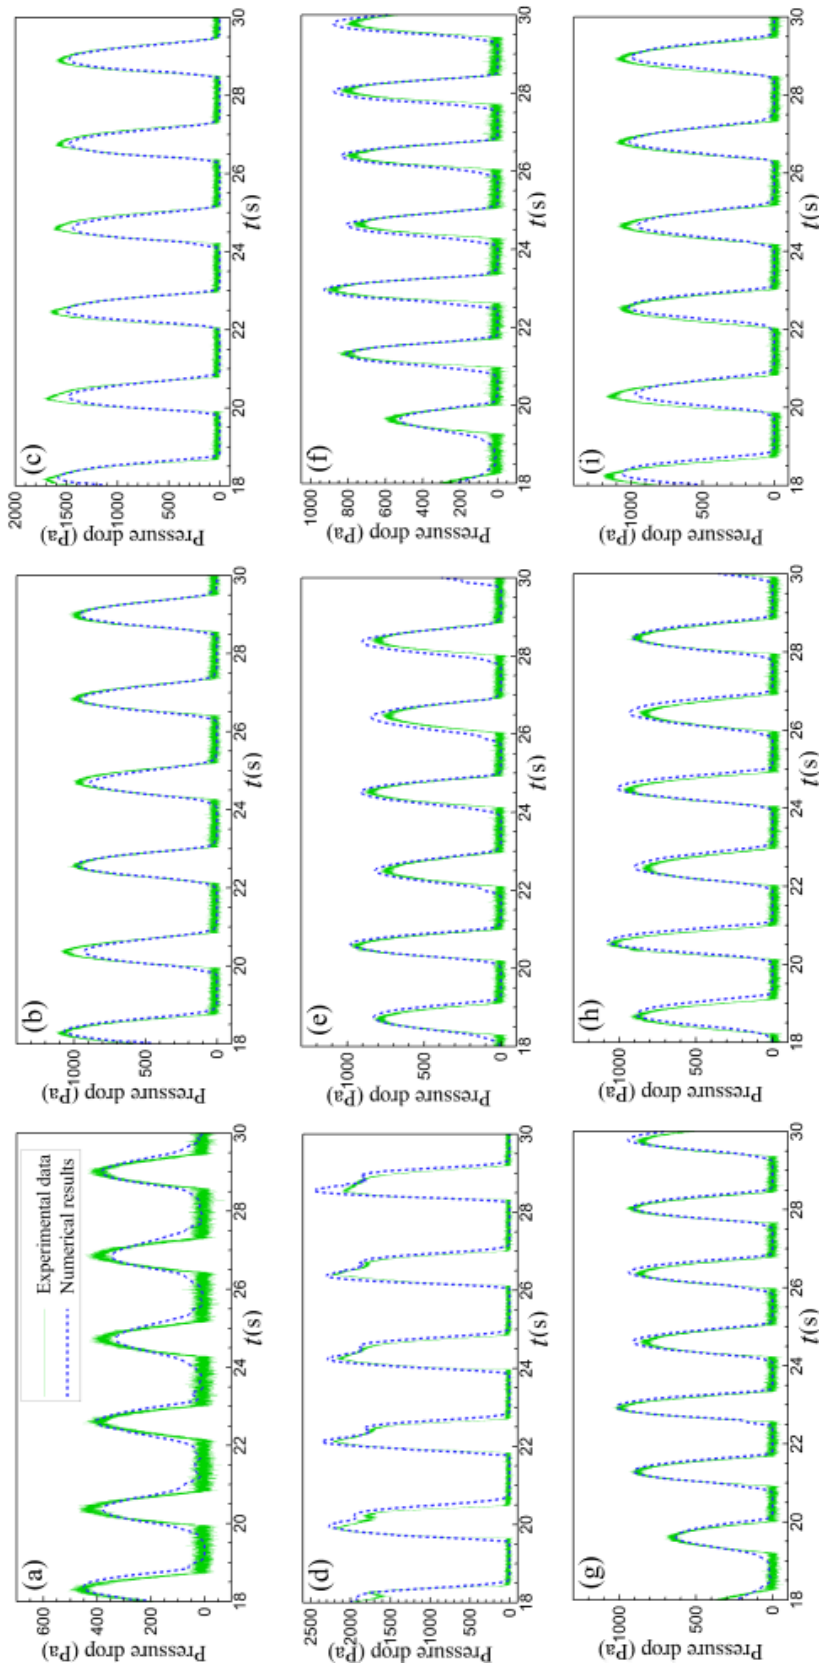 (a)
Experimental data
Numerical results
Pressure drop
(Pa)
600
400
200
0
18 20 22 24 26 28 30
t(s)
(b)
Pressure drop
(Pa)
1000
500
0
18 20 22 24 26 28 30
t(s)
(c)
Pressure drop
(Pa)
2000
1500
1000
500
0
18 20 22 24 26 28 30
t(s)
(d)
Pressure drop
(Pa)
2500
2000
1500
1000
500
0
18 20 22 24 26 28 30
t(s)
(e)
Pressure drop
(Pa)
1000
500
0
18 20 22 24 26 28 30
t(s)
(f)
Pressure drop
(Pa)
1000
800
600
400
200
0
18 20 22 24 26 28 30
t(s)
(g)
Pressure drop
(Pa)
1000
500
0
18 20 22 24 26 28 30
t(s)
(h)
Pressure drop
(Pa)
1000
500
0
18 20 22 24 26 28 30
t(s)
(i)
Pressure drop
(Pa)
1000
500
0
18 20 22 24 26 28 30
t(s)